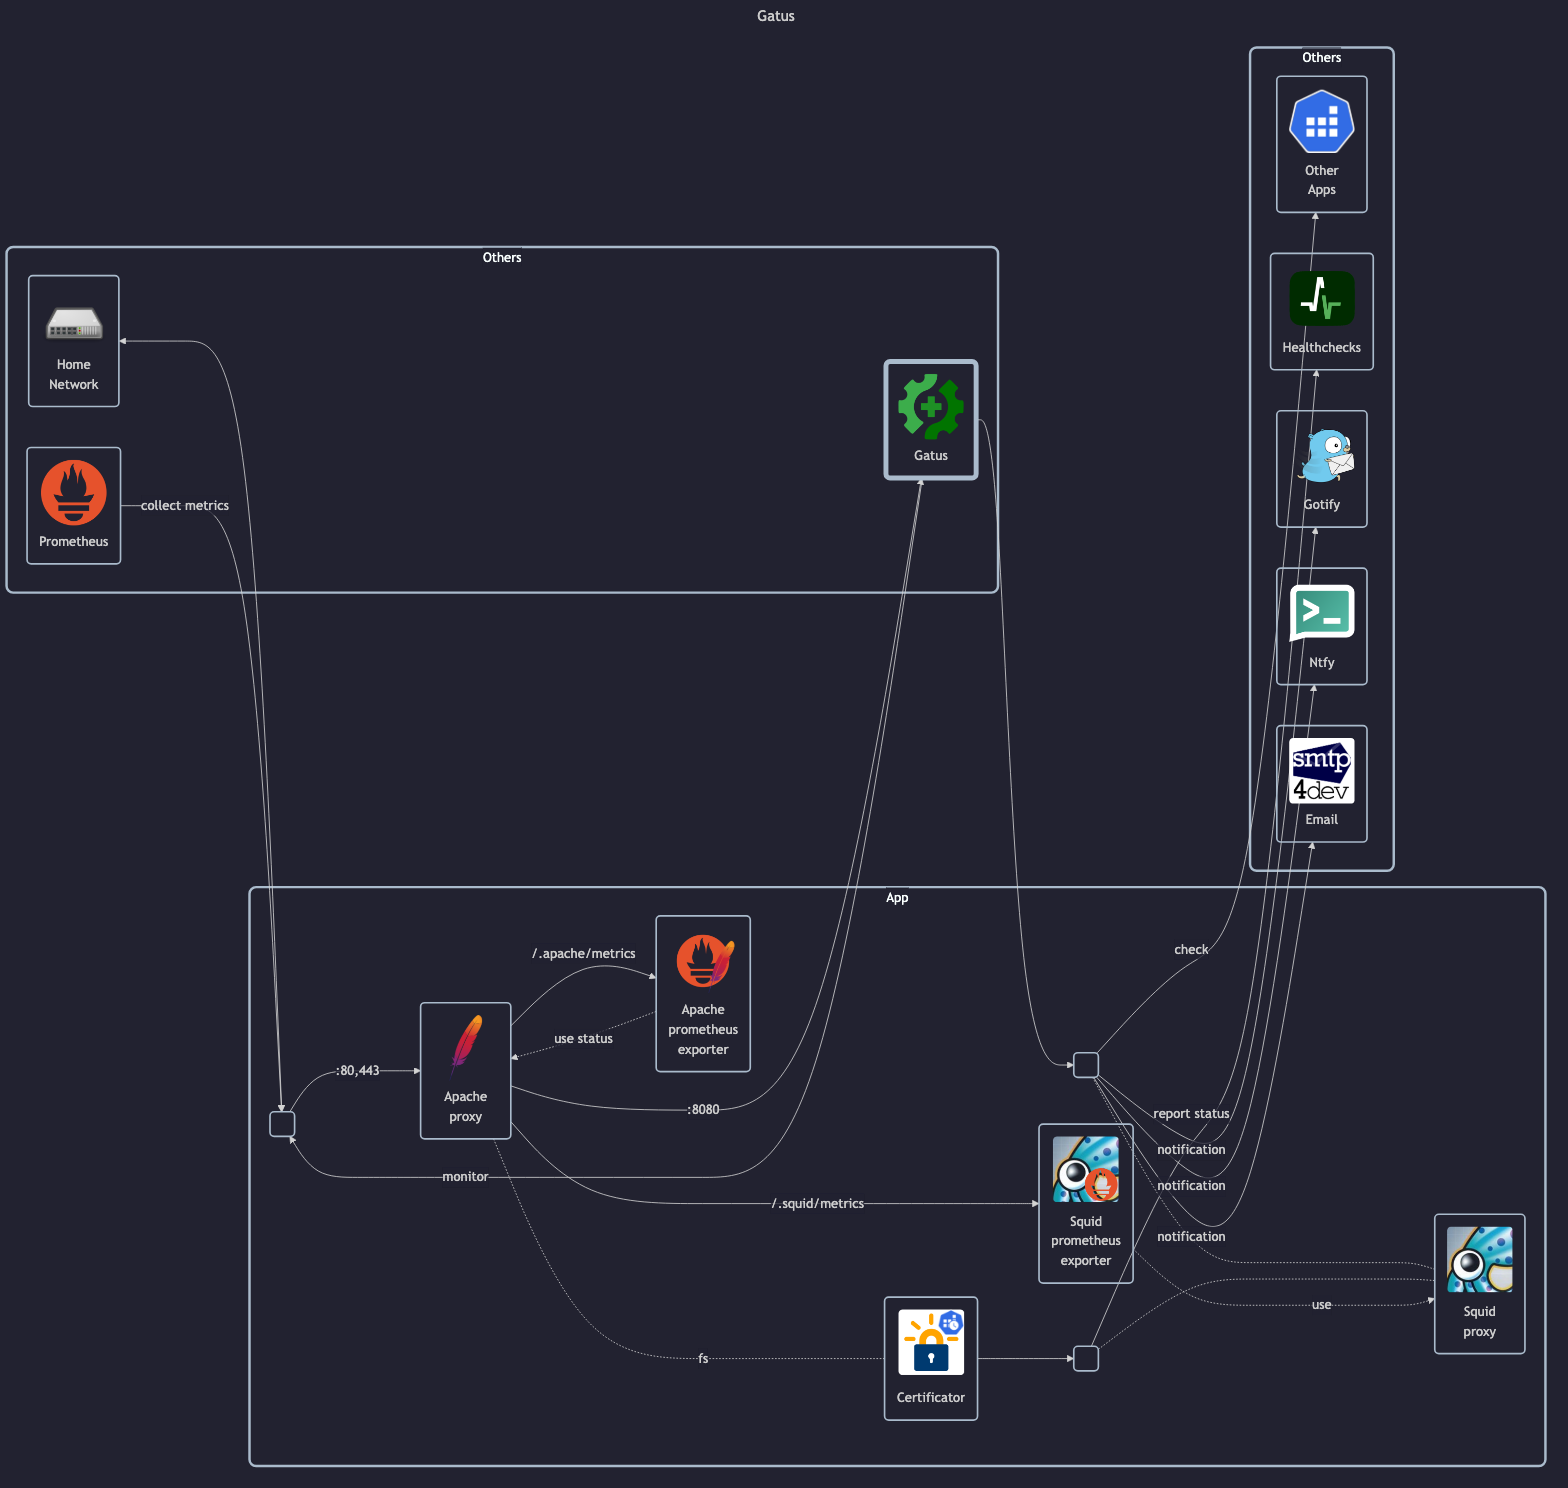 Gatus
Others
Other
Apps
Healthchecks
Gotify
>_
Ntfy
smtp
4dev
Email
Others
Home
Network
Prometheus
collect metrics
Gatus
App
/.apache/metrics
Apache
prometheus
exporter
use status
:80,443
Apache
proxy
:8080
monitor
/.squid/metrics
check
report status
notification
notification
notification
Squid
prometheus
exporter
use
Squid
proxy
fs
Certificator